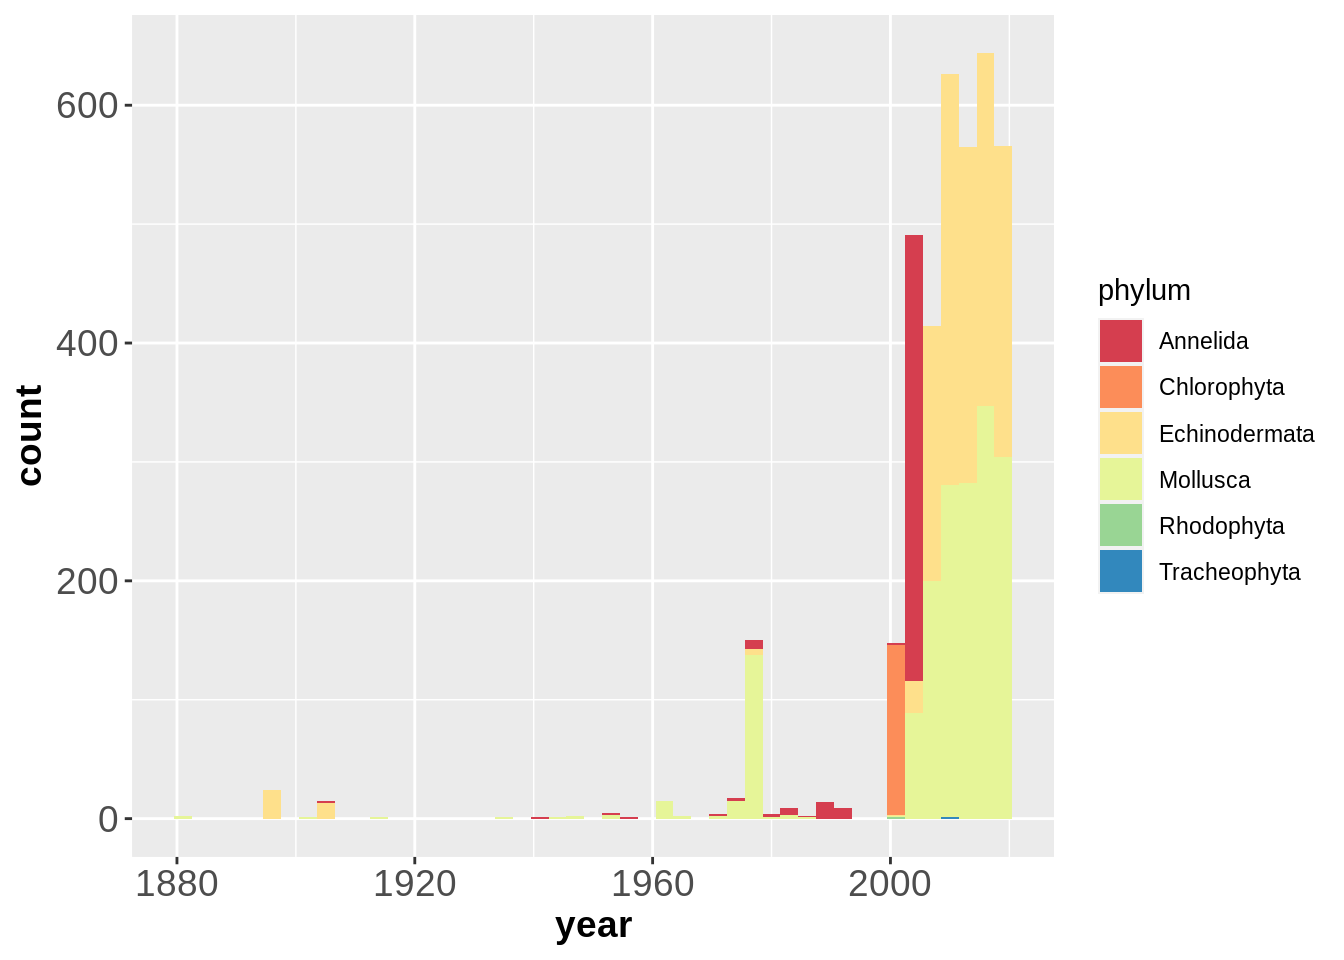 600
400
200
0
count
1880 1920 1960 2000
year
phylum
Annelida
Chlorophyta
Echinodermata
Mollusca
Rhodophyta
Tracheophyta